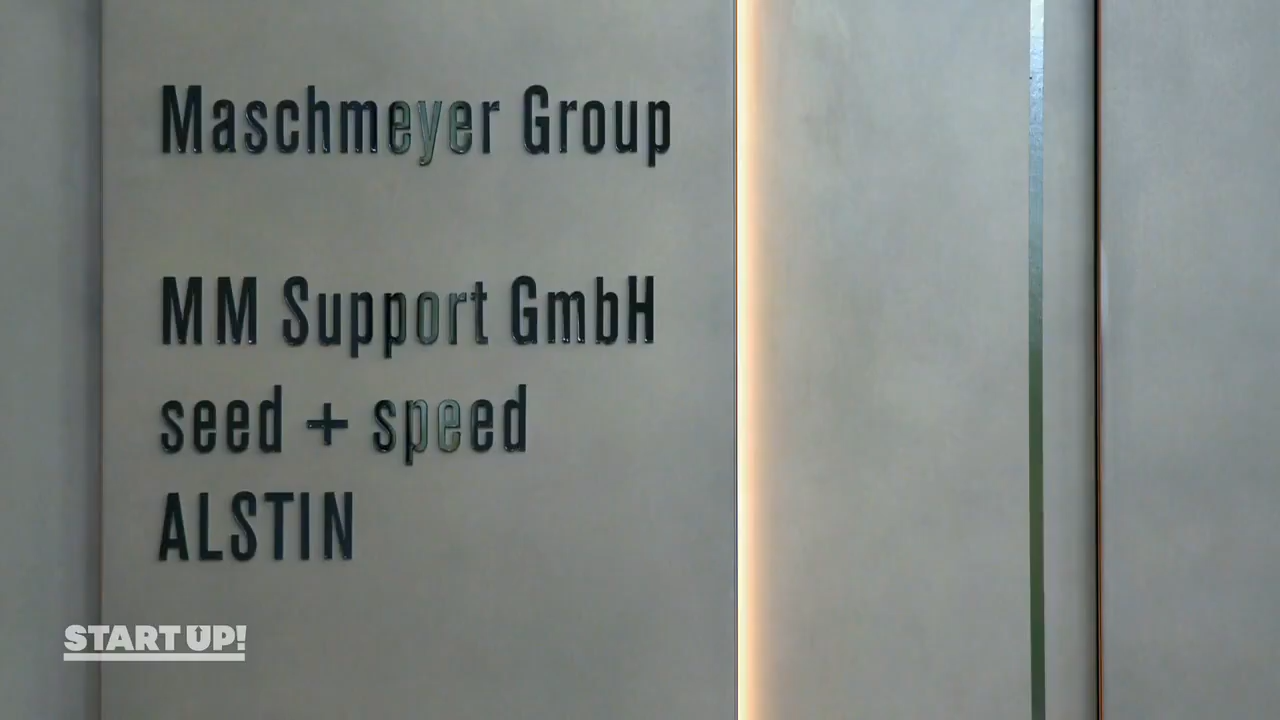 Maschmeyer Group
MM Support GmbH
seed + speed
ALSTIN
START UP!